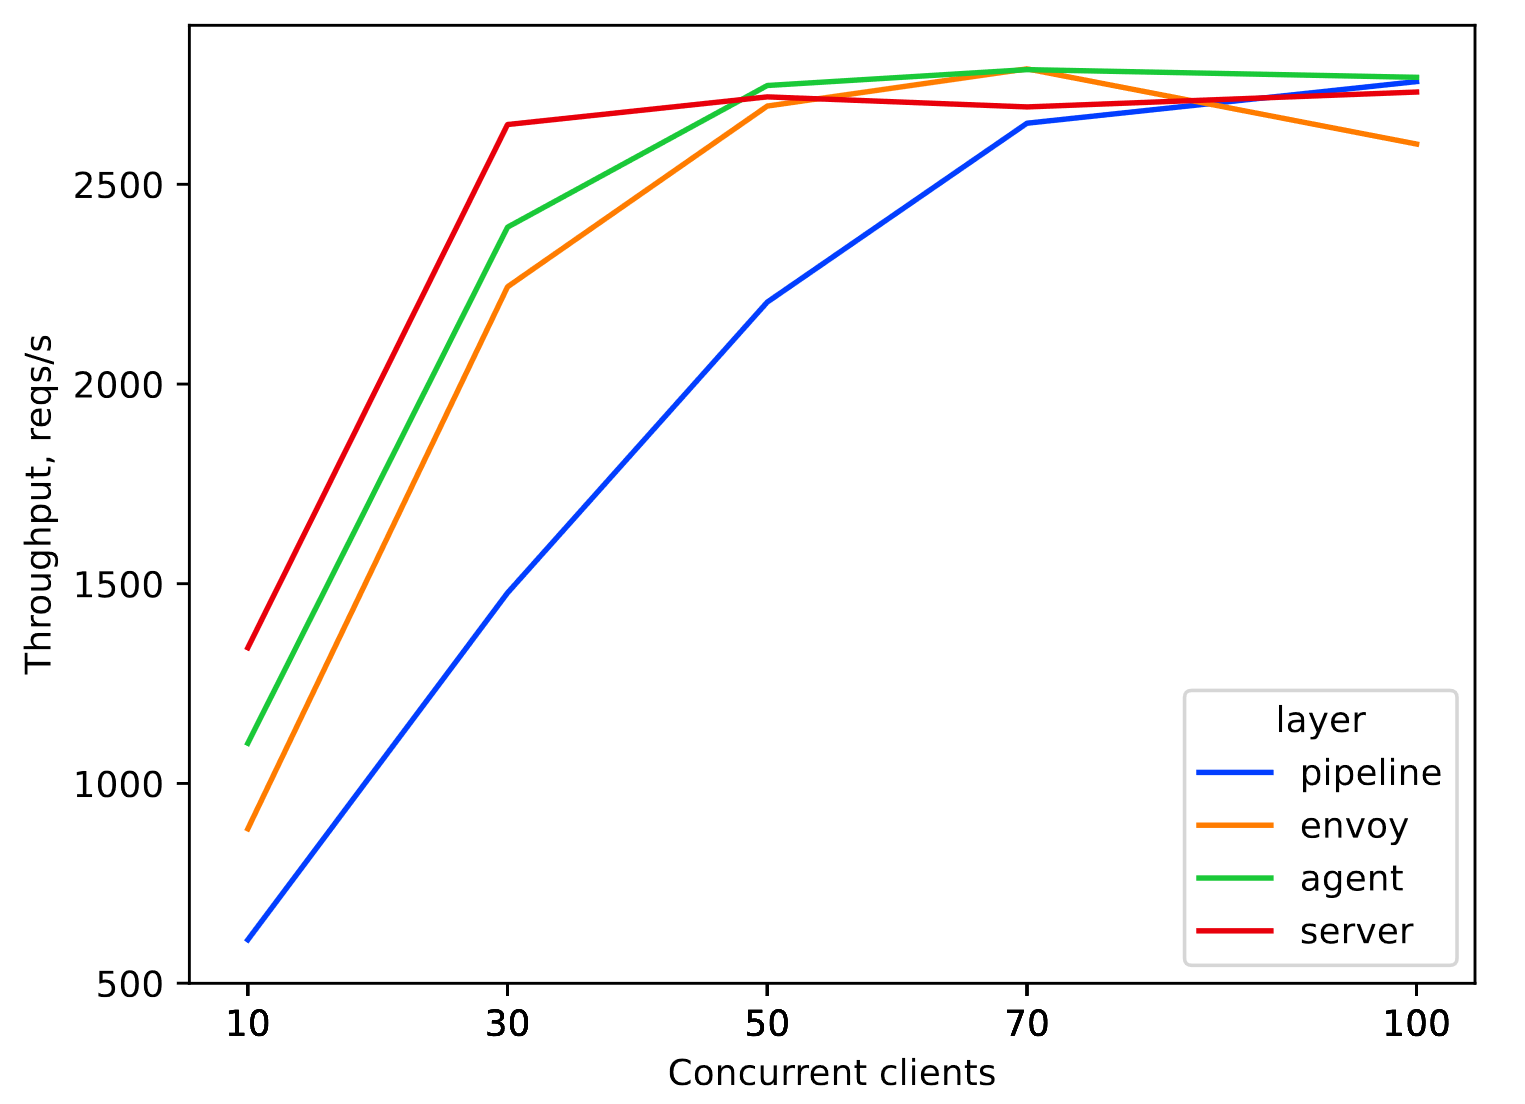 Throughput, reqs/s
2500
2000
1500
1000
500
10 30 50 70 100
Concurrent clients
layer
pipeline
envoy
agent
server